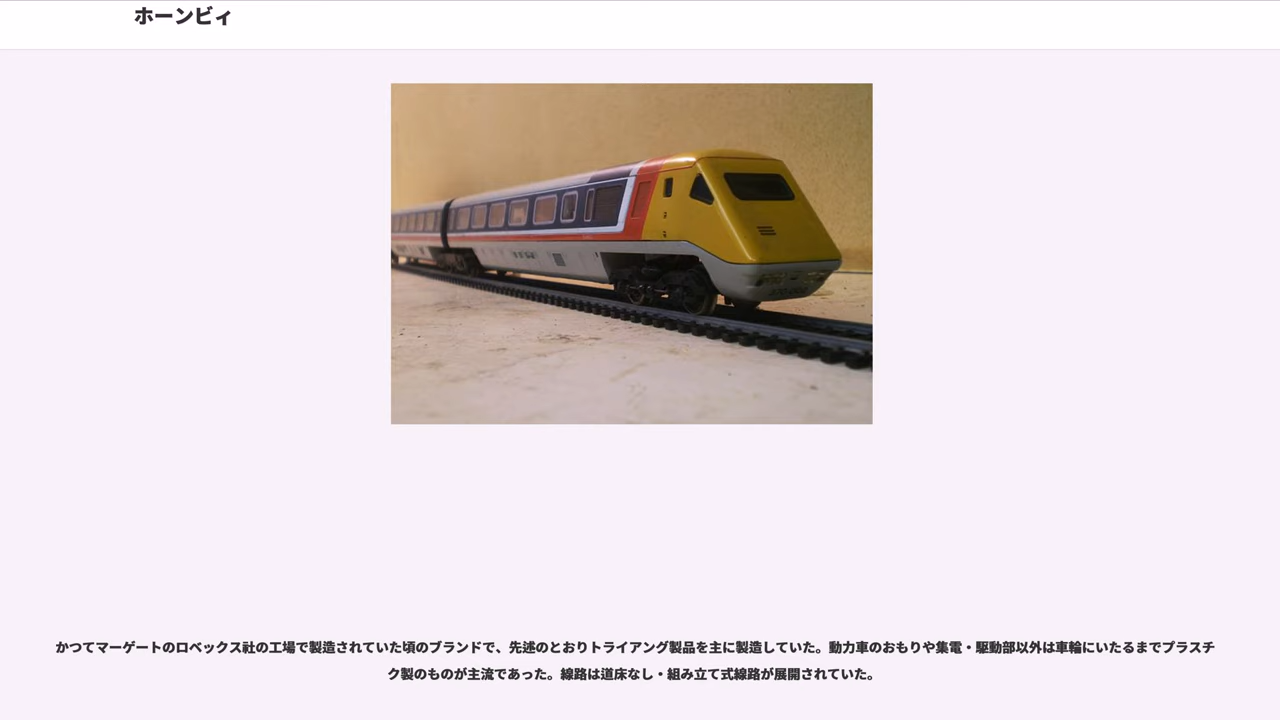 ホーンビィ
かつてマーゲートのロベックス社の工場で製造されていた頃のブランドで、先述のとおりトライアング製品を主に製造していた。動力車のおもりや集電・駆動部以外は車輪にいたるまでプラスチ
ク製のものが主流であった。線路は道床なし・組み立て式線路が展開されていた。